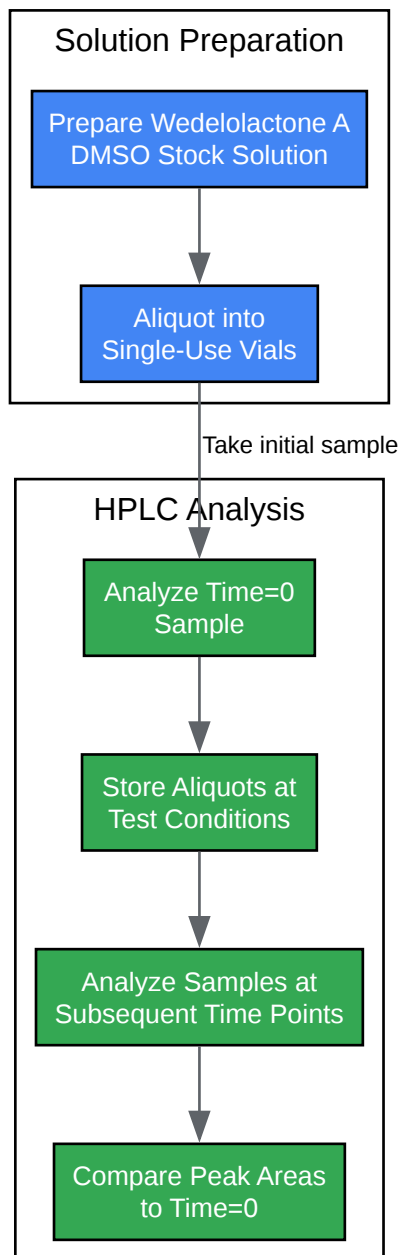 Solution Preparation
Prepare Wedelolactone A
DMSO Stock Solution
Aliquot into
Single-Use Vials
Take initial sample
HPLC Analysis
Analyze Time=0
Sample
Store Aliquots at
Test Conditions
Analyze Samples at
Subsequent Time Points
Compare Peak Areas
to Time=0